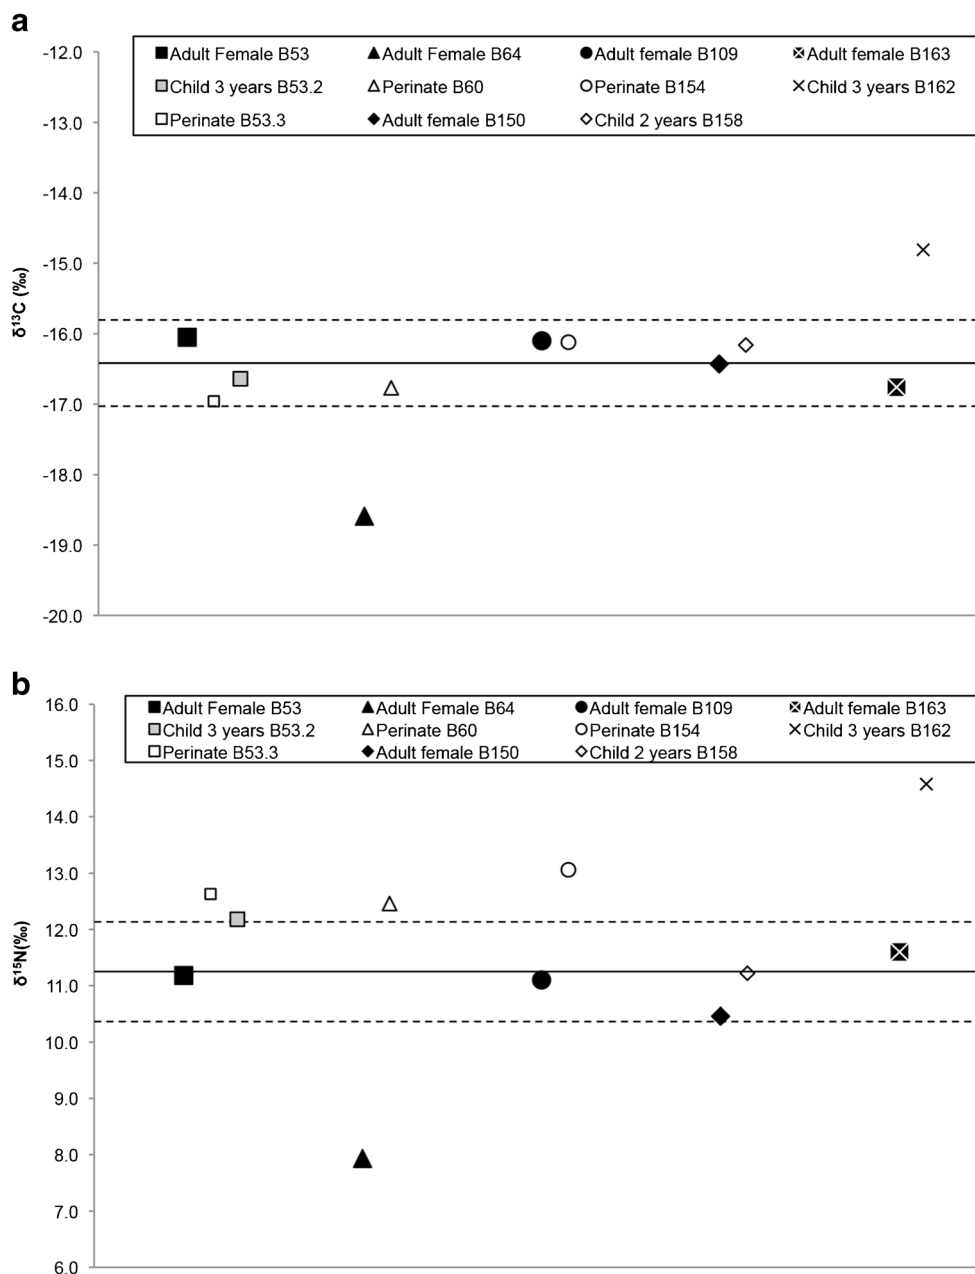 a
-12.0
-13.0
-14.0
-15.0
-16.0
-17.0
-18.0
-19.0
-20.0
δ¹³C (‰)
Adult Female B53 Adult Female B64 Adult female B109 Adult female B163
Child 3 years B53.2 Perinate B60 Perinate B154 Child 3 years B162
Perinate B53.3 Adult female B150 Child 2 years B158
b
16.0
15.0
14.0
13.0
12.0
11.0
10.0
9.0
8.0
7.0
6.0
δ¹⁵N(‰)
Adult Female B53 Adult Female B64 Adult female B109 Adult female B163
Child 3 years B53.2 Perinate B60 Perinate B154 Child 3 years B162
Perinate B53.3 Adult female B150 Child 2 years B158